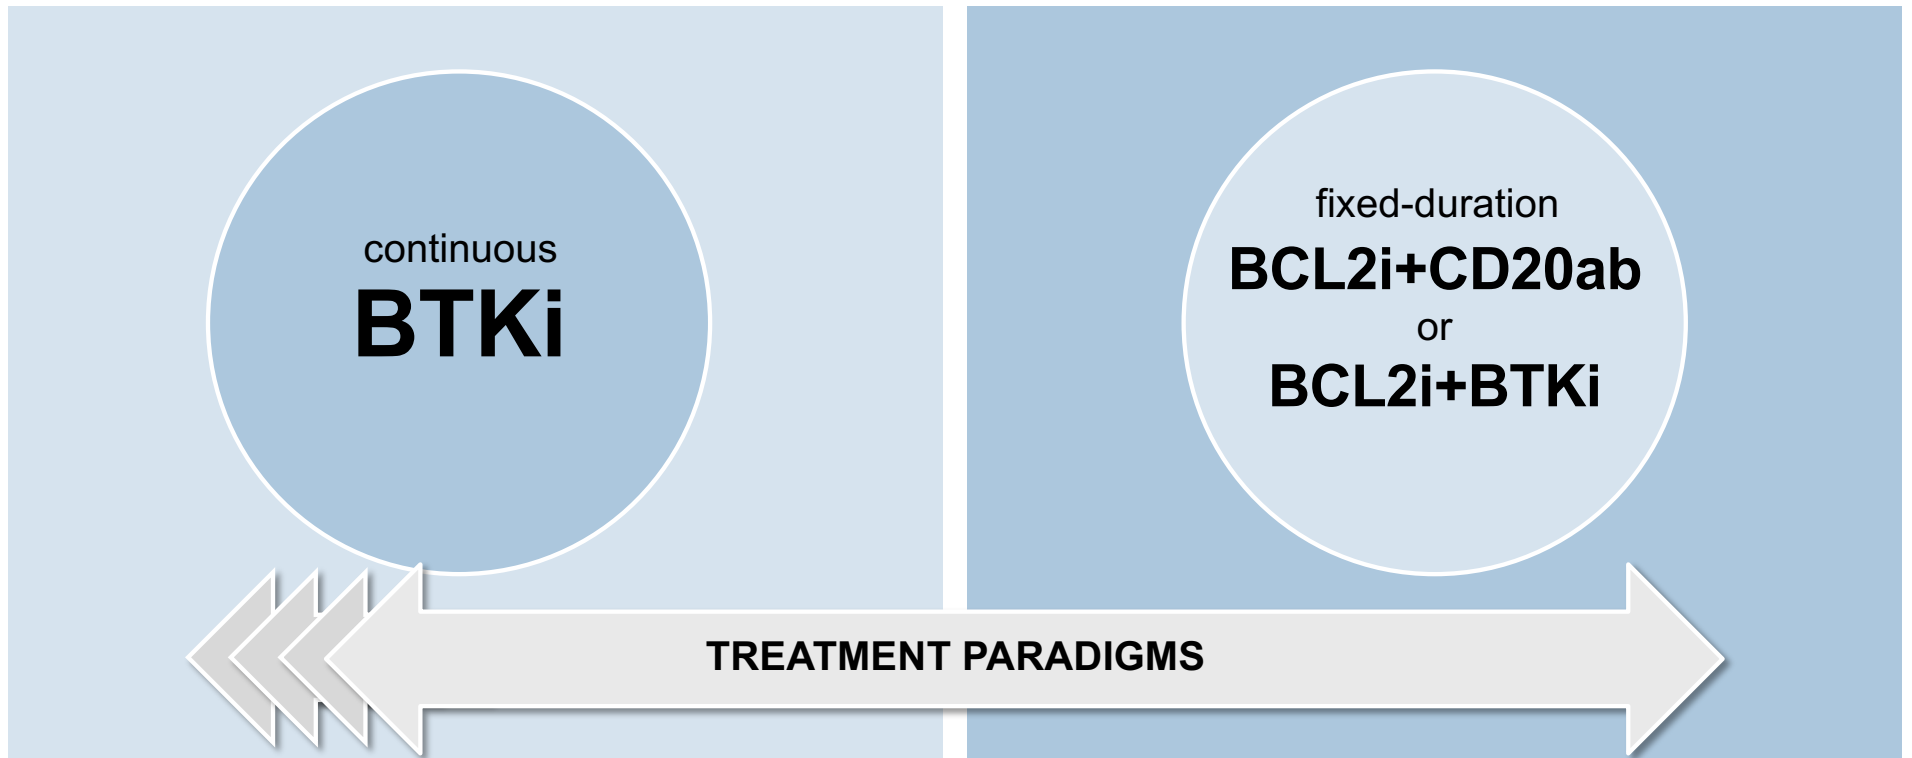 continuous
BTKi
fixed-duration
BCL2i+CD20ab
or
BCL2i+BTKi
TREATMENT PARADIGMS